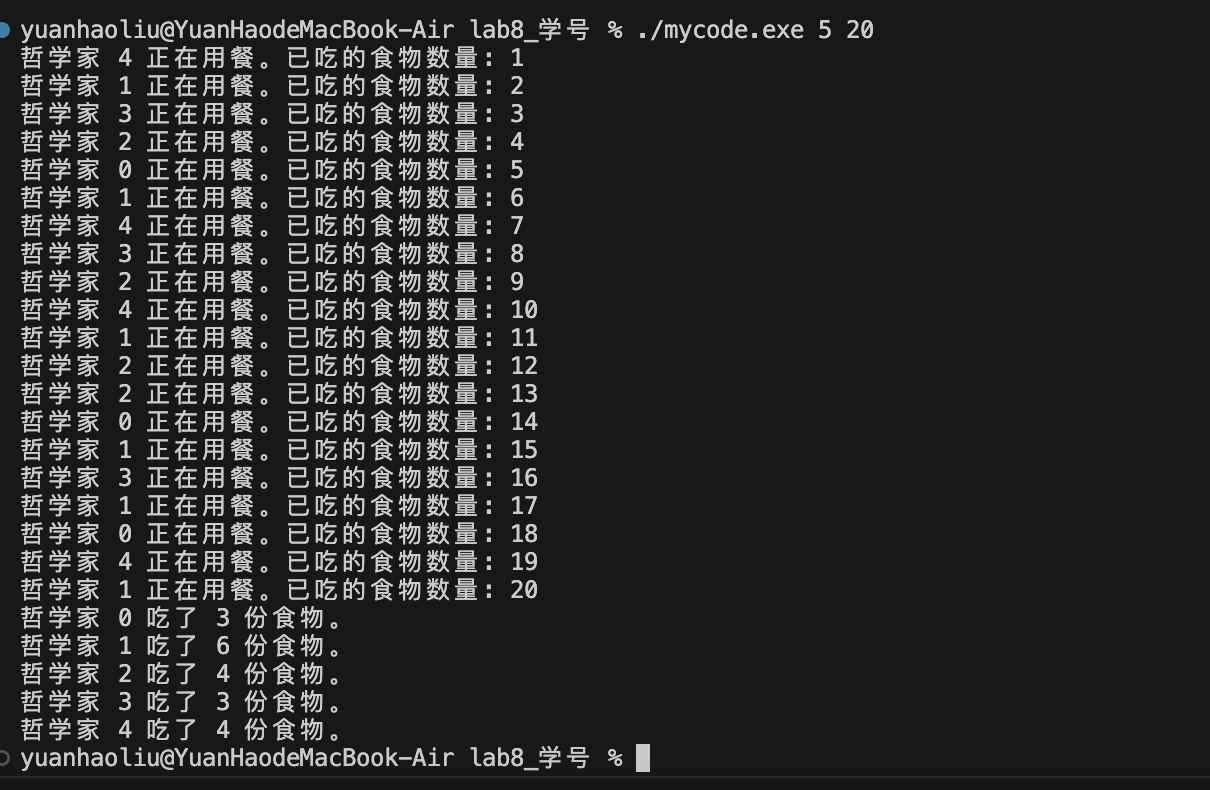 yuanhaoliu@YuanHaodeMacBook-Air lab8_学号 % ./mycode.exe 5 20
哲学家 4 正在用餐。已吃的食物数量: 1
哲学家 1 正在用餐。已吃的食物数量: 2
哲学家 3 正在用餐。已吃的食物数量: 3
哲学家 2 正在用餐。已吃的食物数量: 4
哲学家 0 正在用餐。已吃的食物数量: 5
哲学家 1 正在用餐。已吃的食物数量: 6
哲学家 4 正在用餐。已吃的食物数量: 7
哲学家 3 正在用餐。已吃的食物数量: 8
哲学家 2 正在用餐。已吃的食物数量: 9
哲学家 4 正在用餐。已吃的食物数量: 10
哲学家 1 正在用餐。已吃的食物数量: 11
哲学家 2 正在用餐。已吃的食物数量: 12
哲学家 2 正在用餐。已吃的食物数量: 13
哲学家 0 正在用餐。已吃的食物数量: 14
哲学家 1 正在用餐。已吃的食物数量: 15
哲学家 3 正在用餐。已吃的食物数量: 16
哲学家 1 正在用餐。已吃的食物数量: 17
哲学家 0 正在用餐。已吃的食物数量: 18
哲学家 4 正在用餐。已吃的食物数量: 19
哲学家 1 正在用餐。已吃的食物数量: 20
哲学家 0 吃了 3 份食物。
哲学家 1 吃了 6 份食物。
哲学家 2 吃了 4 份食物。
哲学家 3 吃了 3 份食物。
哲学家 4 吃了 4 份食物。
yuanhaoliu@YuanHaodeMacBook-Air lab8_学号 %